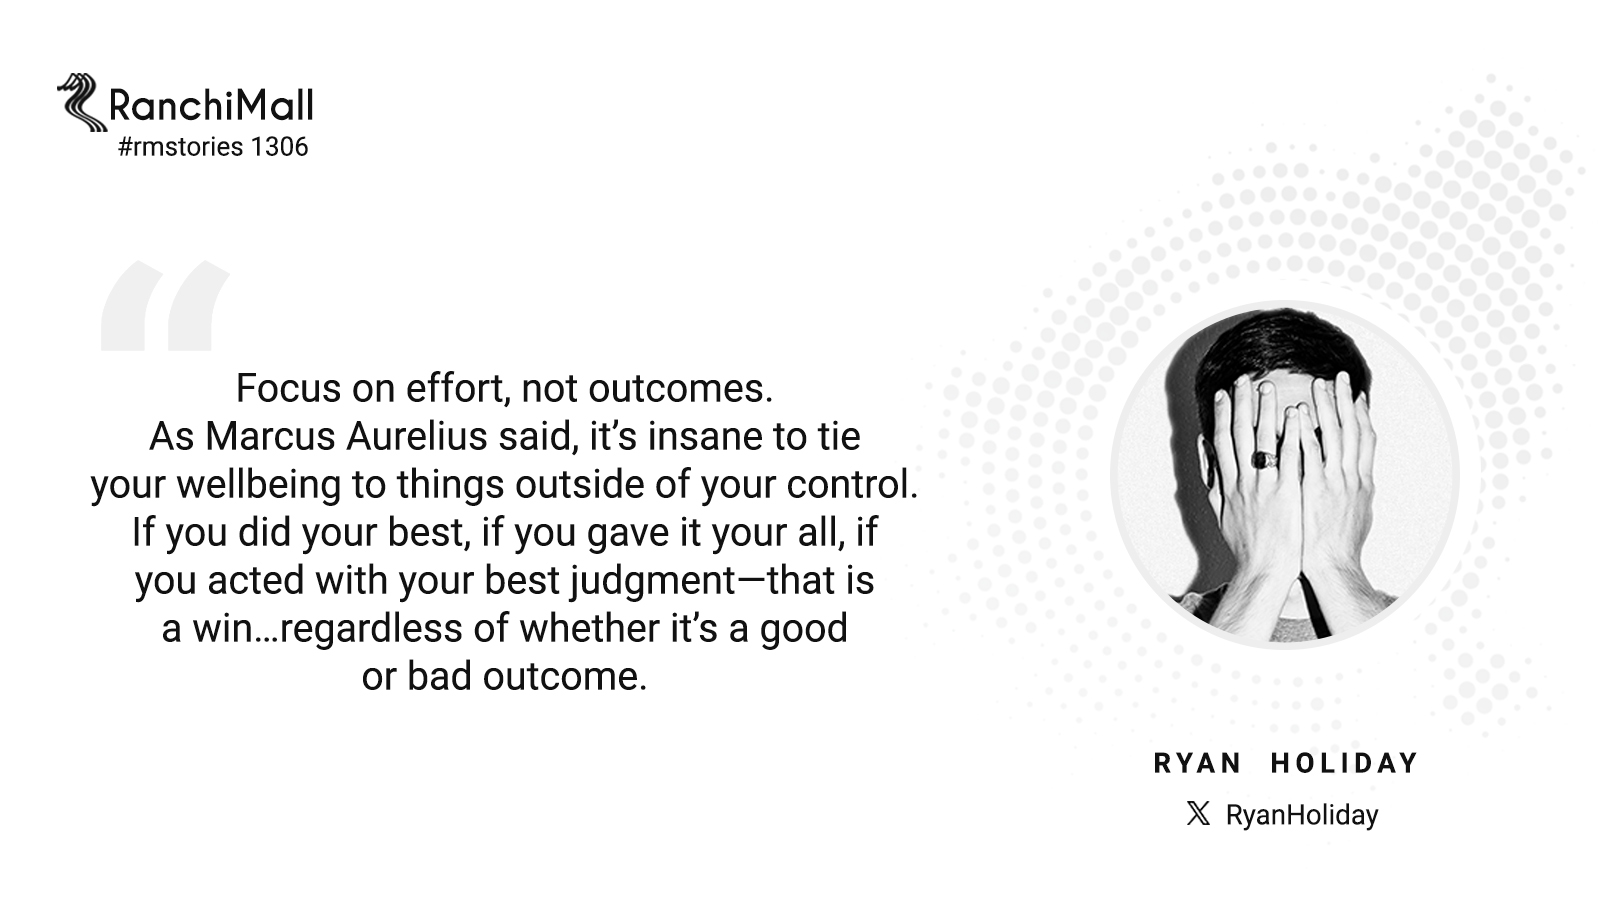 RanchiMall
#rmstories 1306
“
Focus on effort, not outcomes.
As Marcus Aurelius said, it’s insane to tie
your wellbeing to things outside of your control.
If you did your best, if you gave it your all, if
you acted with your best judgment—that is
a win...regardless of whether it’s a good
or bad outcome.
RYAN HOLIDAY
𝕏 RyanHoliday